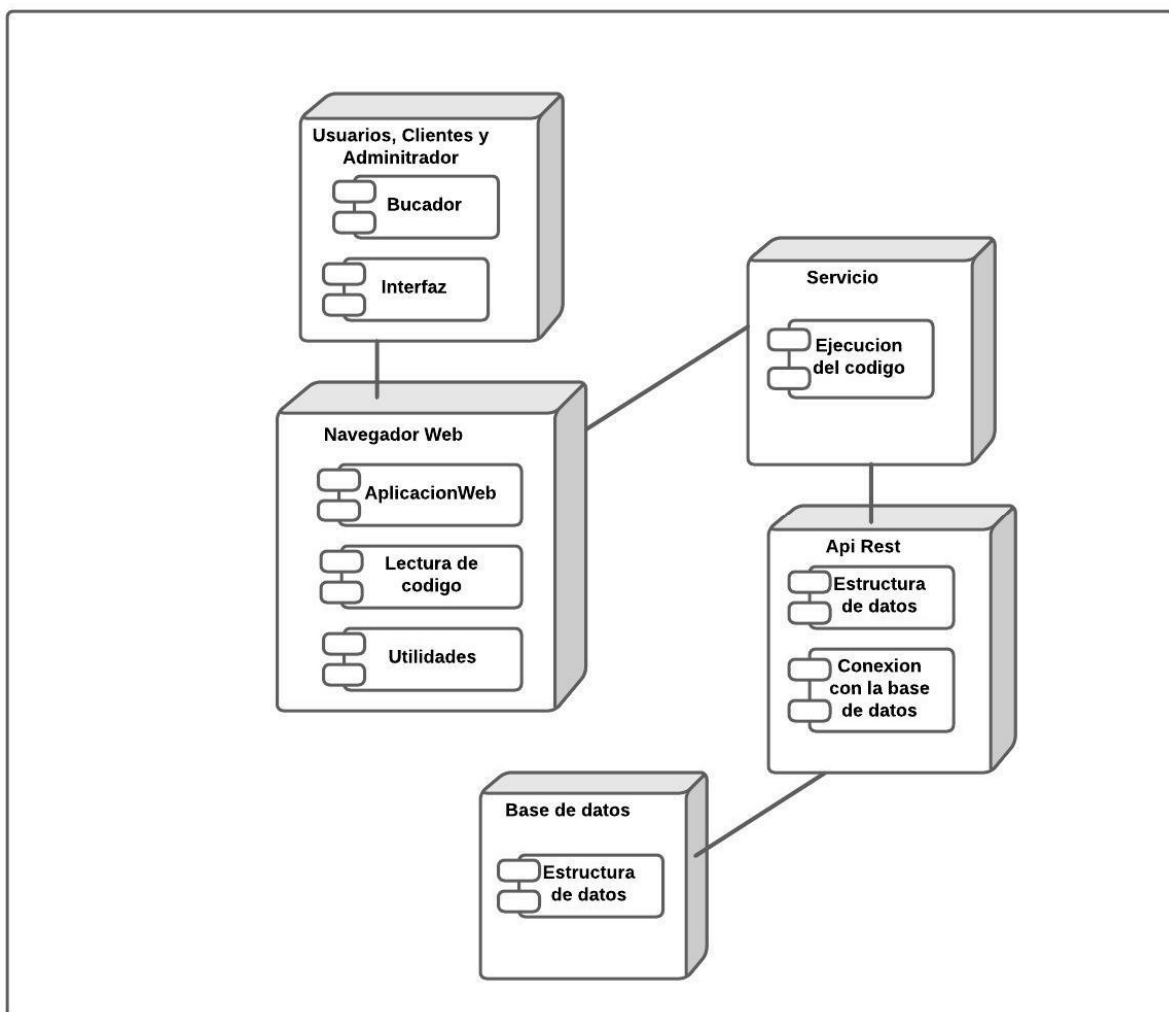 Usuarios, Clientes y
Adminitrador
Bucador
Interfaz
Navegador Web
AplicacionWeb
Lectura de
codigo
Utilidades
Servicio
Ejecucion
del codigo
Api Rest
Estructura
de datos
Conexion
con la base
de datos
Base de datos
Estructura
de datos